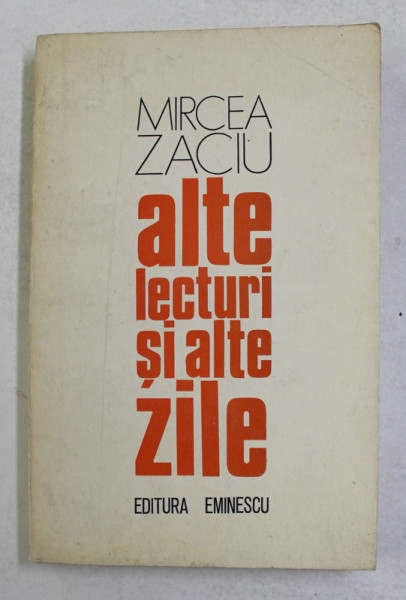 MIRCEA
ZACIU
alte
lecturi
și alte
zile
EDITURA EMINESCU